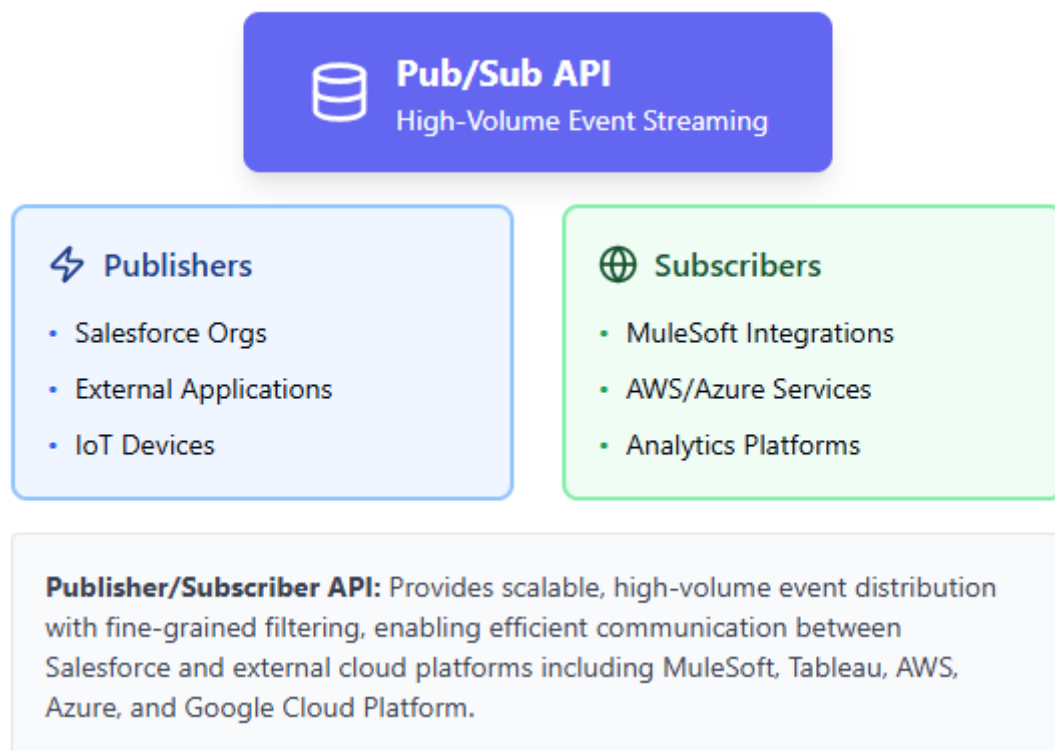 Pub/Sub API
High-Volume Event Streaming
Publishers
• Salesforce Orgs
• External Applications
• IoT Devices
Subscribers
• MuleSoft Integrations
• AWS/Azure Services
• Analytics Platforms
Publisher/Subscriber API: Provides scalable, high-volume event distribution
with fine-grained filtering, enabling efficient communication between
Salesforce and external cloud platforms including MuleSoft, Tableau, AWS,
Azure, and Google Cloud Platform.